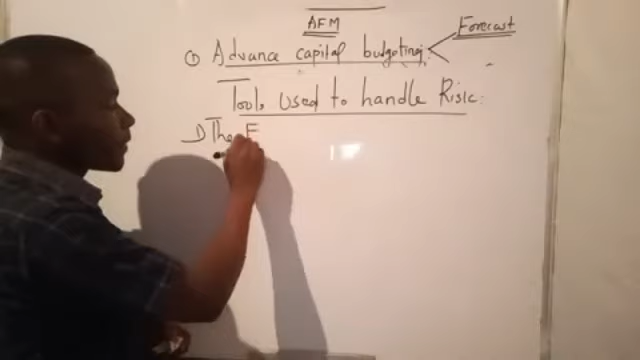 AFM
Forecast
① Advance capital budgeting
Tools used to handle Risk:
1) The E